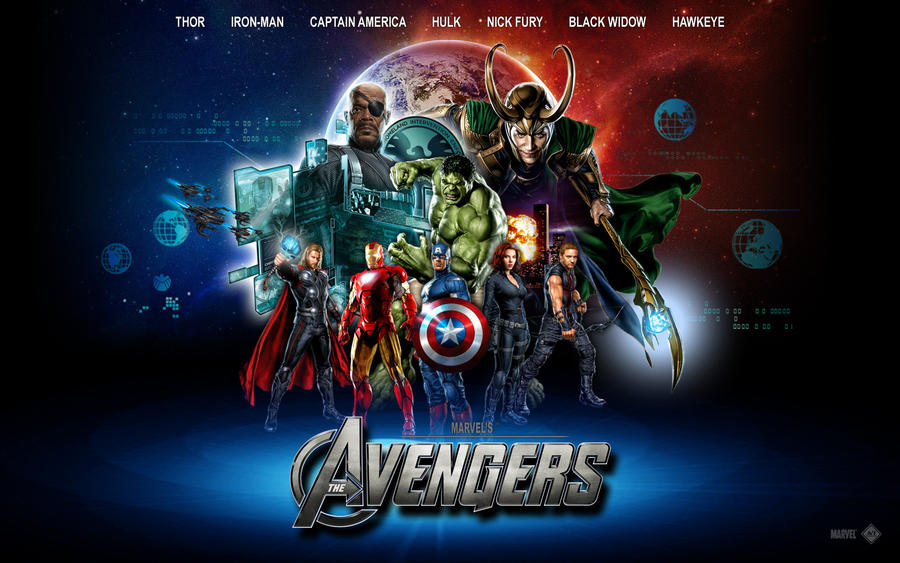 THOR IRON-MAN CAPTAIN AMERICA HULK NICK FURY BLACK WIDOW HAWKEYE
MARVEL'S
THE AVENGERS
MARVEL